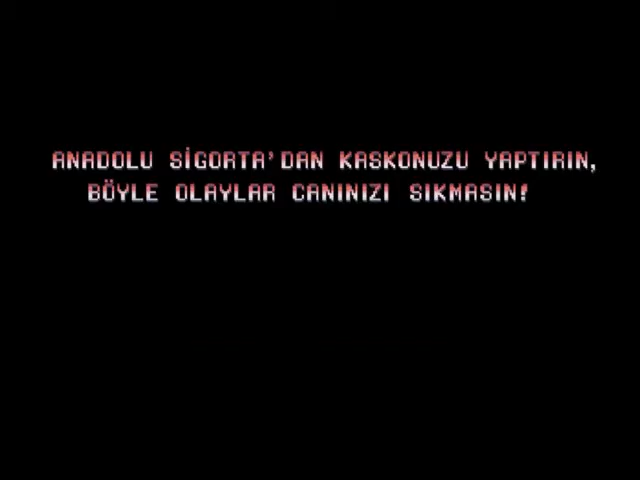 ANADOLU SİGORTA'DAN KASKONUZU YAPTIRIN,
BÖYLE OLAYLAR CANINIZI SIKMASIN!